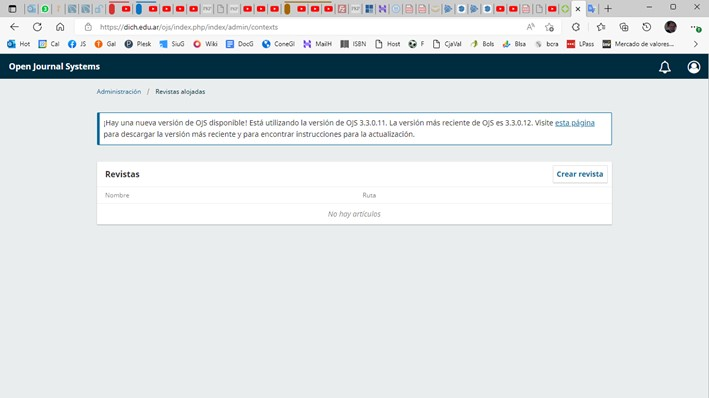 https://dich.edu.ar/ojs/index.php/index/admin/contexts
Hot Cal JS Gal Plesk SiuG Wiki DocG ConeGl MailH ISBN Host F CjaVal Bols Blsa bcra LPass Mercado de valores...
Open Journal Systems
Administración / Revistas alojadas
¡Hay una nueva versión de OJS disponible! Está utilizando la versión de OJS 3.3.0.11. La versión más reciente de OJS es 3.3.0.12. Visite esta página
para descargar la versión más reciente y para encontrar instrucciones para la actualización.
Revistas Crear revista
Nombre Ruta
No hay artículos